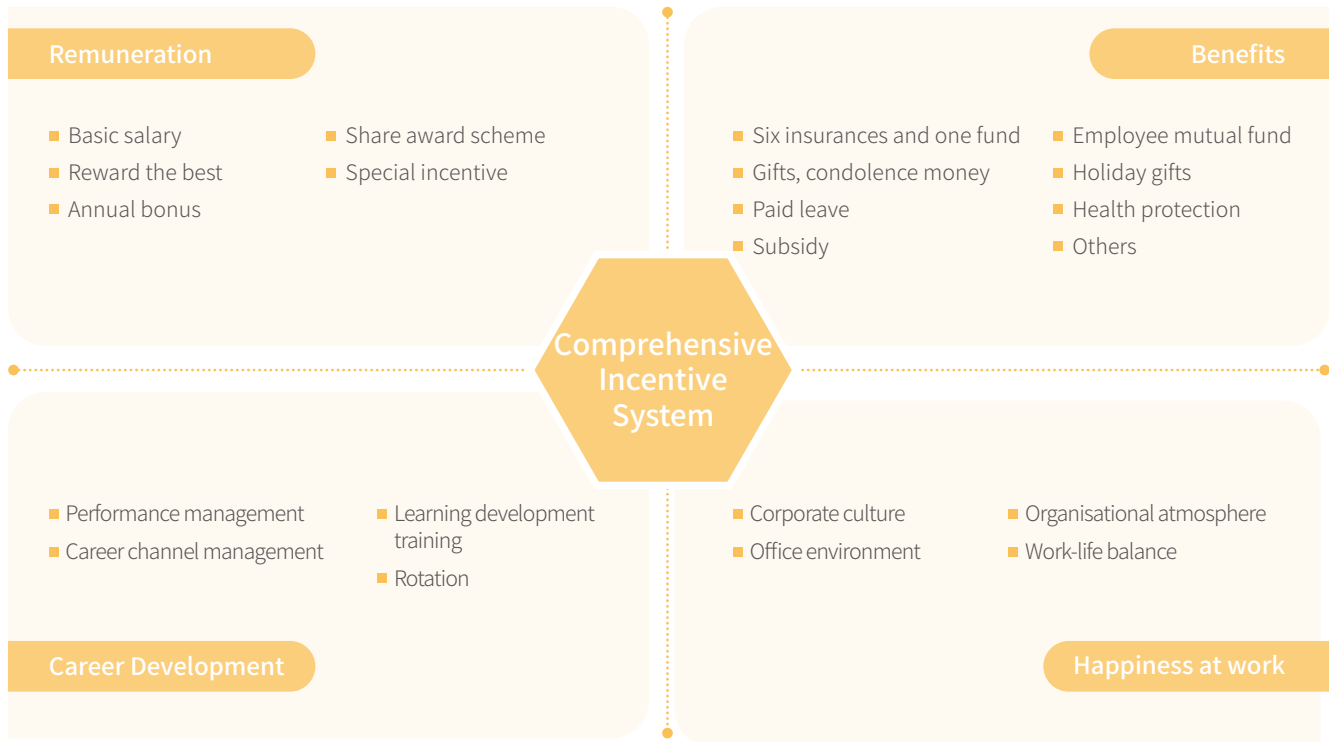 Remuneration
Basic salary
Reward the best
Annual bonus
Share award scheme
Special incentive
Benefits
Six insurances and one fund
Gifts, condolence money
Paid leave
Subsidy
Employee mutual fund
Holiday gifts
Health protection
Others
Comprehensive
Incentive
System
Performance management
Career channel management
Learning development
training
Rotation
Career Development
Corporate culture
Office environment
Organisational atmosphere
Work-life balance
Happiness at work